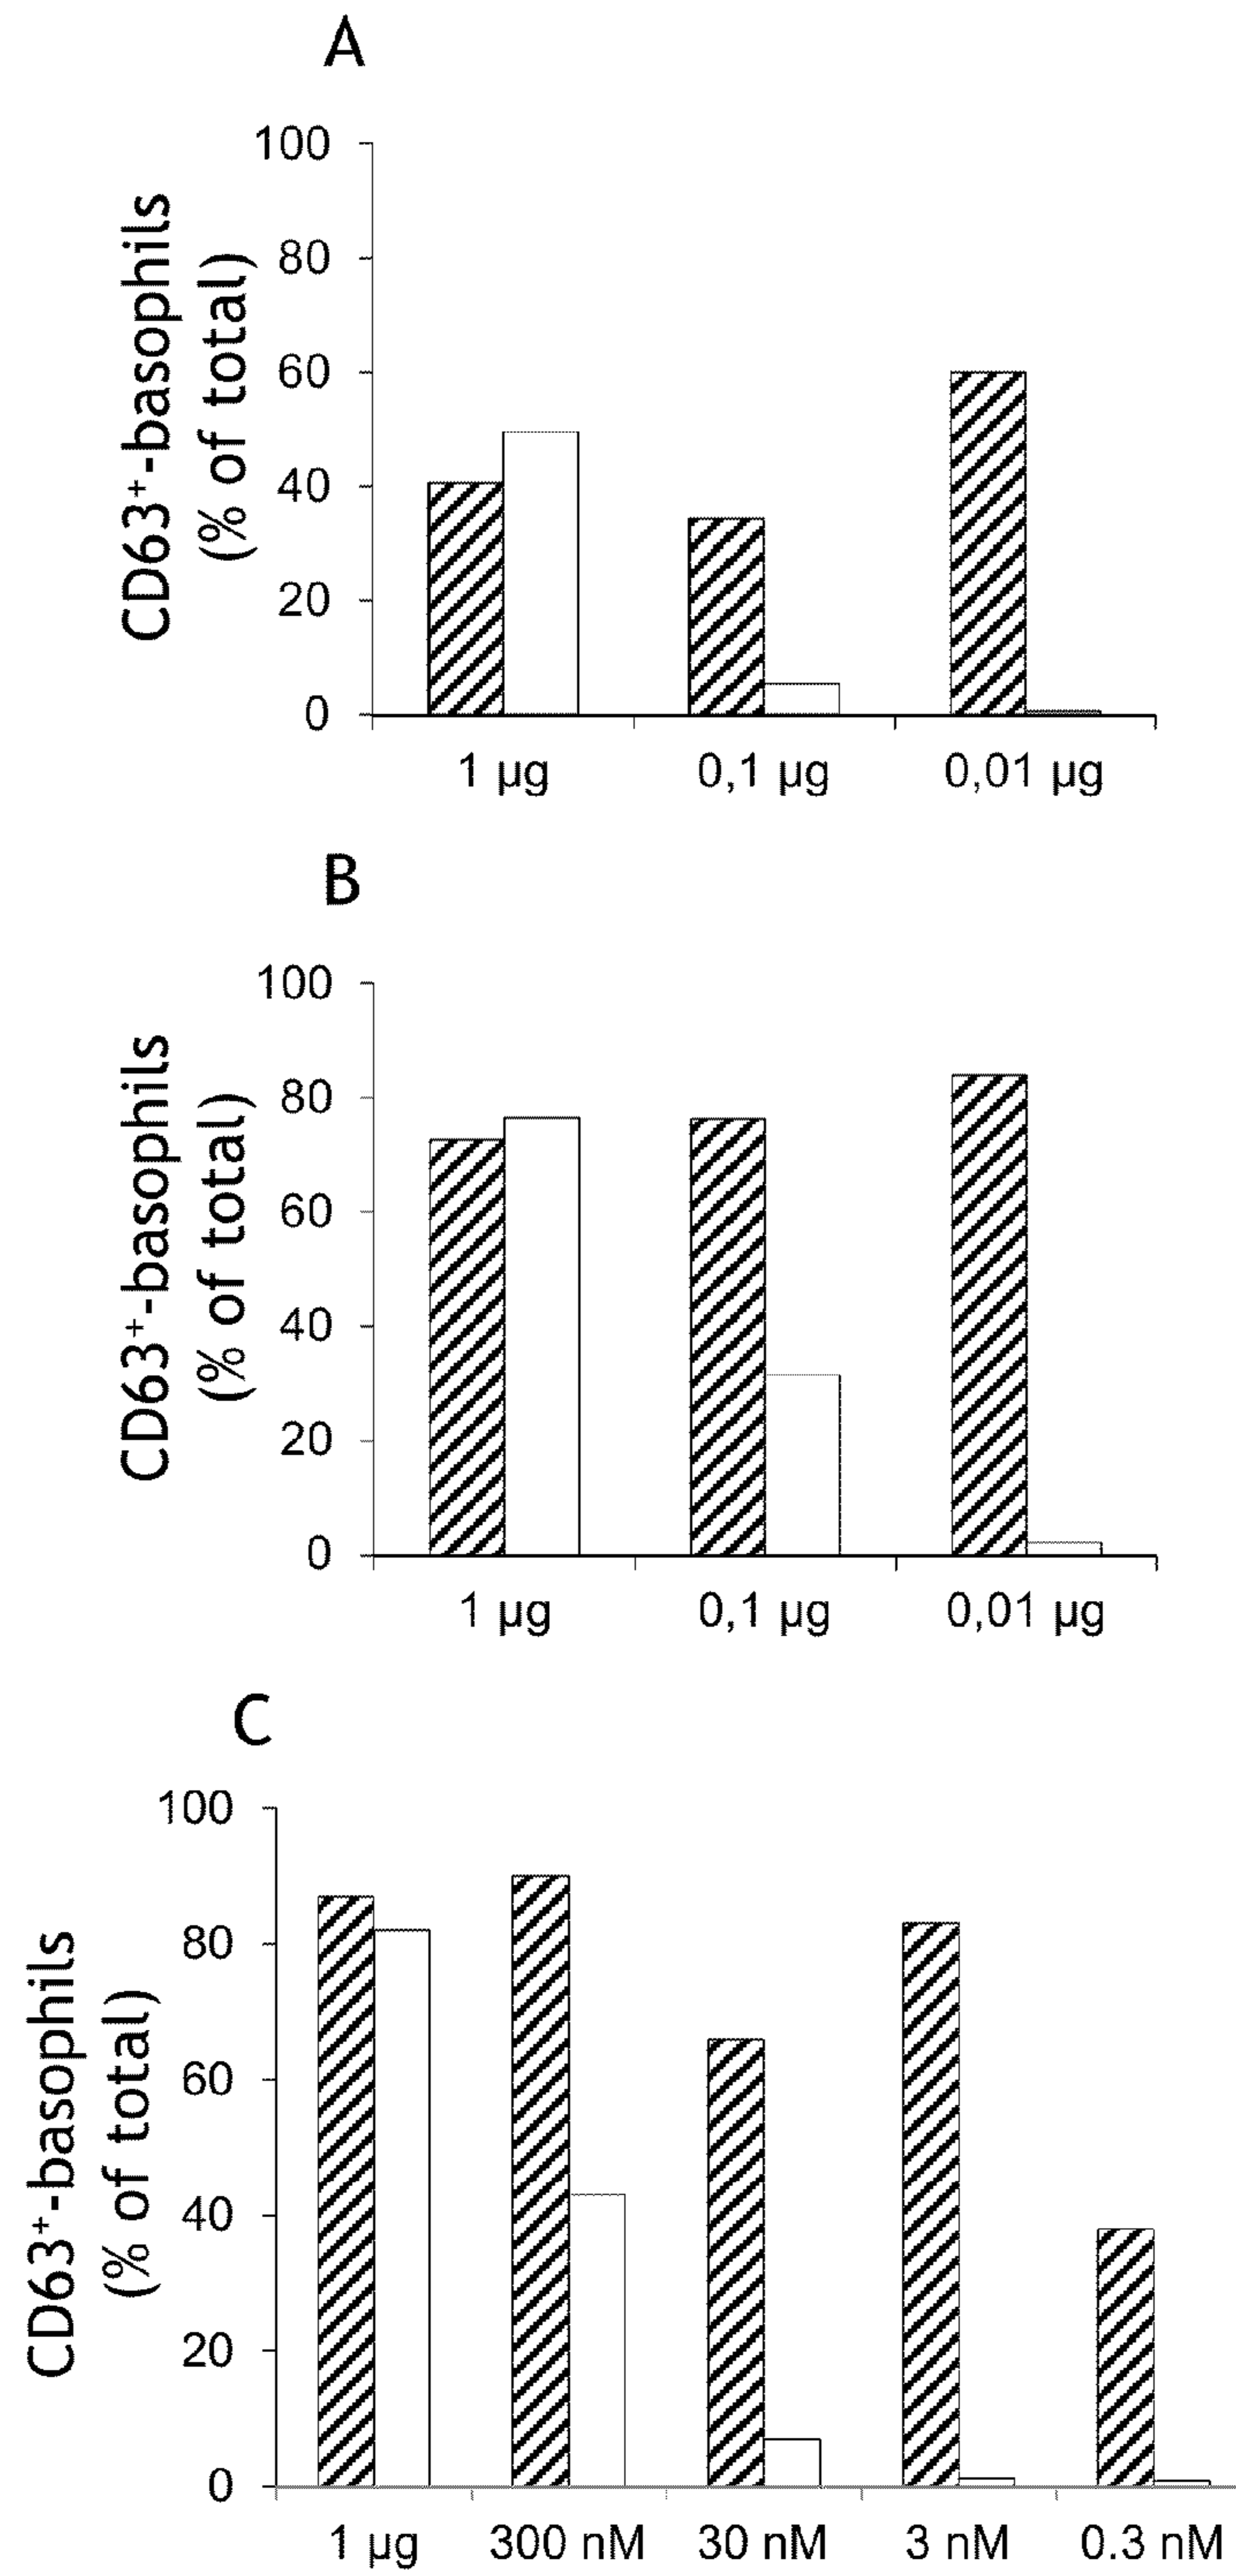 A
100
80
60
40
20
0
CD63⁺-basophils
(% of total)
1 µg 0,1 µg 0,01 µg
B
100
80
60
40
20
0
CD63⁺-basophils
(% of total)
1 µg 0,1 µg 0,01 µg
C
100
80
60
40
20
0
CD63⁺-basophils
(% of total)
1 µg 300 nM 30 nM 3 nM 0.3 nM